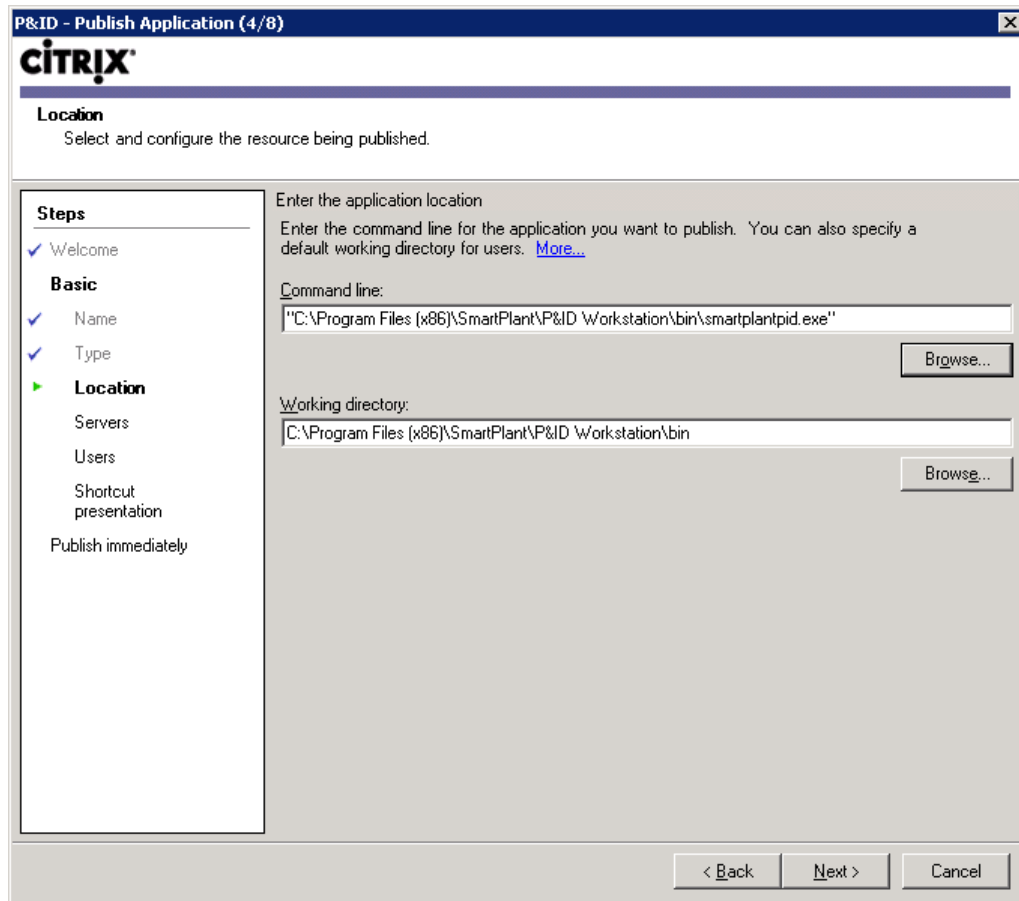 P&ID - Publish Application (4/8)
CITRIX
Location
Select and configure the resource being published.
Steps
Welcome
Basic
Name
Type
Location
Servers
Users
Shortcut
presentation
Publish immediately
Enter the application location
Enter the command line for the application you want to publish. You can also specify a
default working directory for users. More...
Command line:
"C:\Program Files (x86)\SmartPlant\P&ID Workstation\bin\smartplantpid.exe"
Browse...
Working directory:
C:\Program Files (x86)\SmartPlant\P&ID Workstation\bin
Browse...
< Back
Next >
Cancel